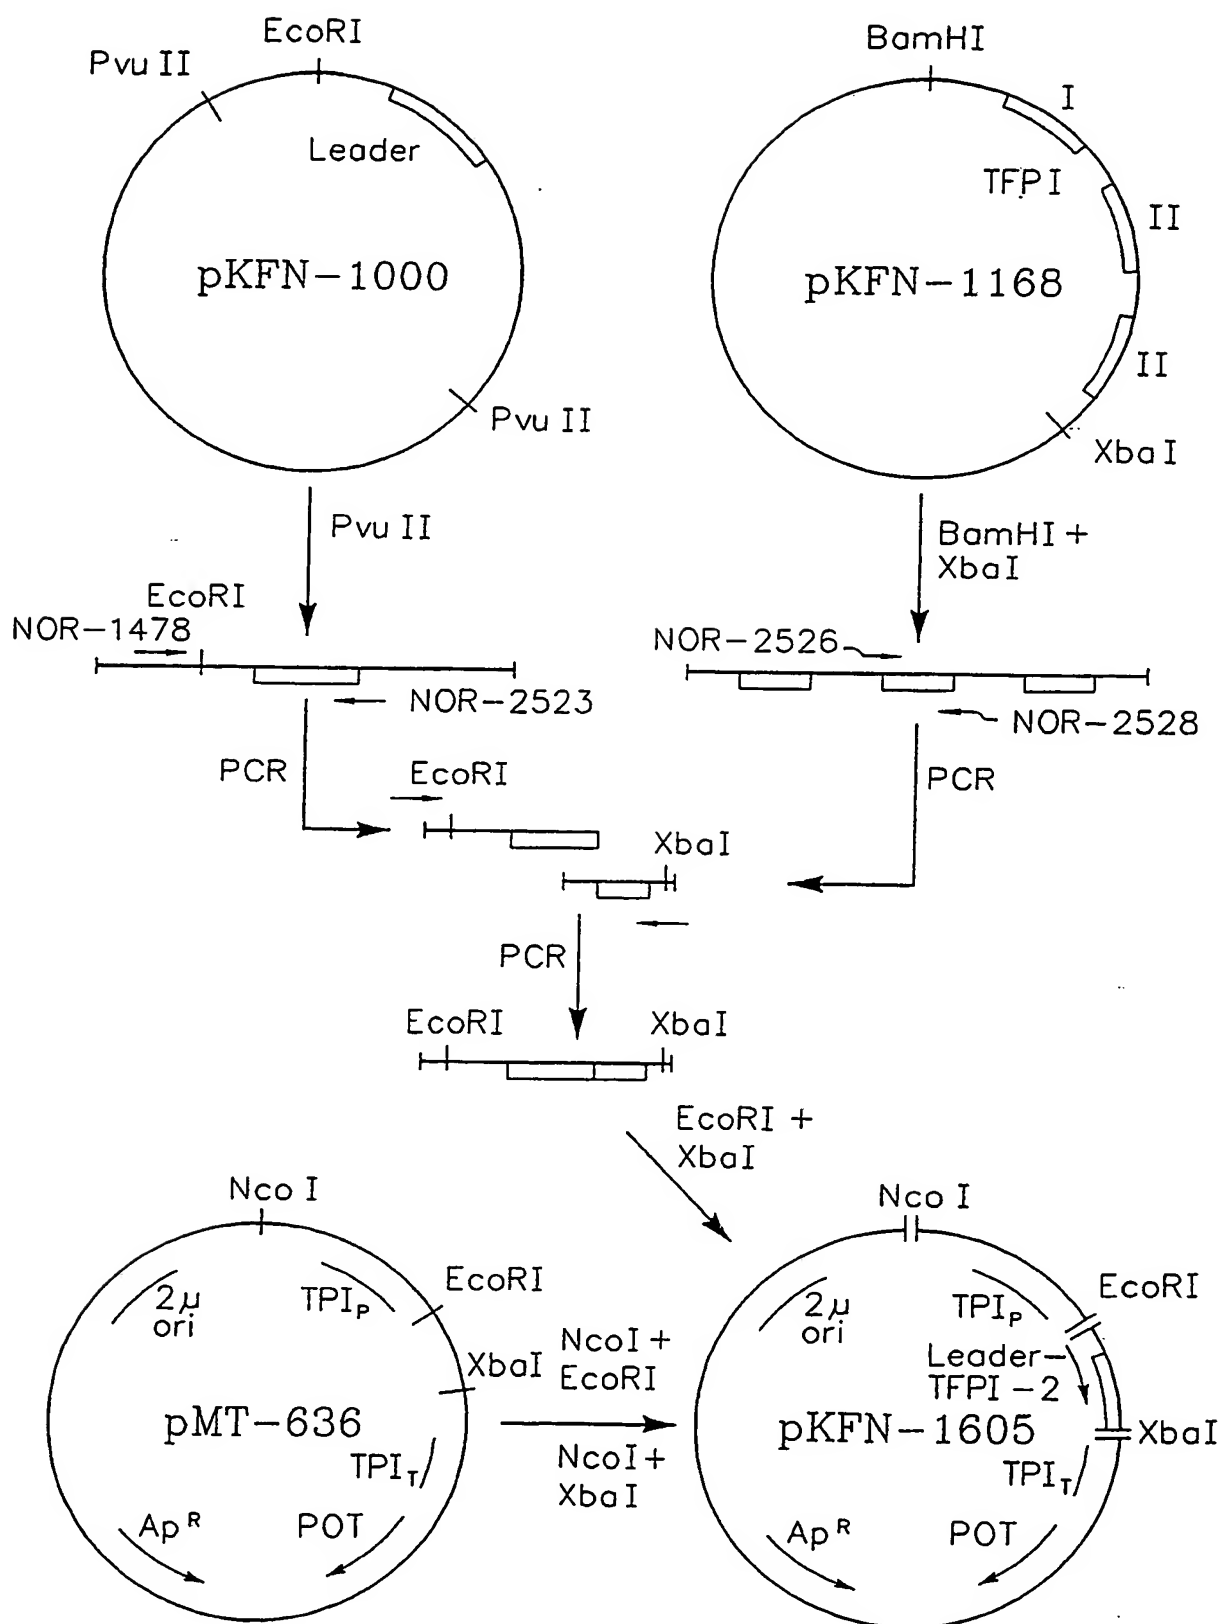 EcoRI
Pvu II
Leader
pKFN-1000
Pvu II
BamHI
I
TFPI
II
pKFN-1168
II
XbaI
Pvu II
BamHI +
XbaI
EcoRI
NOR-1478
NOR-2523
NOR-2526
NOR-2528
PCR
EcoRI
PCR
XbaI
PCR
EcoRI
XbaI
EcoRI +
XbaI
Nco I
2μ
ori
TPIP
EcoRI
XbaI
pMT-636
TPIT
ApR
POT
NcoI+
EcoRI
NcoI+
XbaI
Nco I
2μ
ori
TPIP
EcoRI
Leader-
TFPI-2
pKFN-1605
XbaI
TPIT
ApR
POT